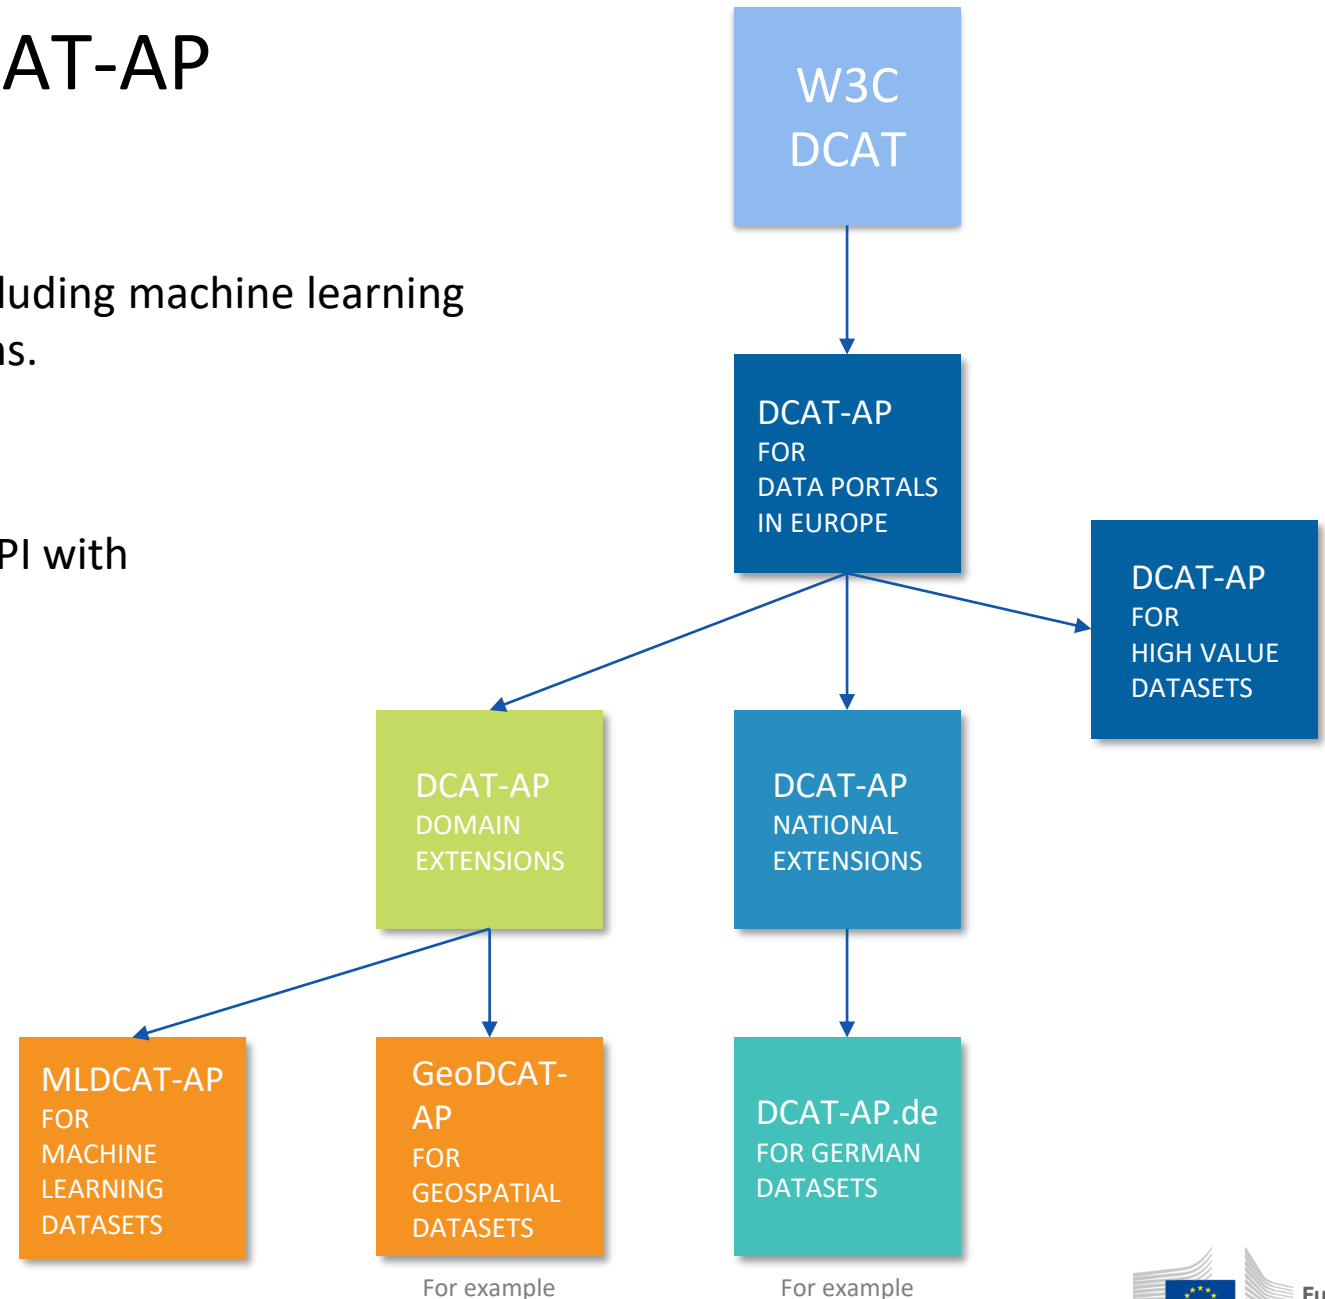 AT-AP
luding machine learning
ns.
PI with
W3C
DCAT
DCAT-AP
FOR
DATA PORTALS
IN EUROPE
DCAT-AP
FOR
HIGH VALUE
DATASETS
DCAT-AP
DOMAIN
EXTENSIONS
DCAT-AP
NATIONAL
EXTENSIONS
MLDCAT-AP
FOR
MACHINE
LEARNING
DATASETS
GeoDCAT-
AP
FOR
GEOSPATIAL
DATASETS
DCAT-AP.de
FOR GERMAN
DATASETS
For example
For example
Eu